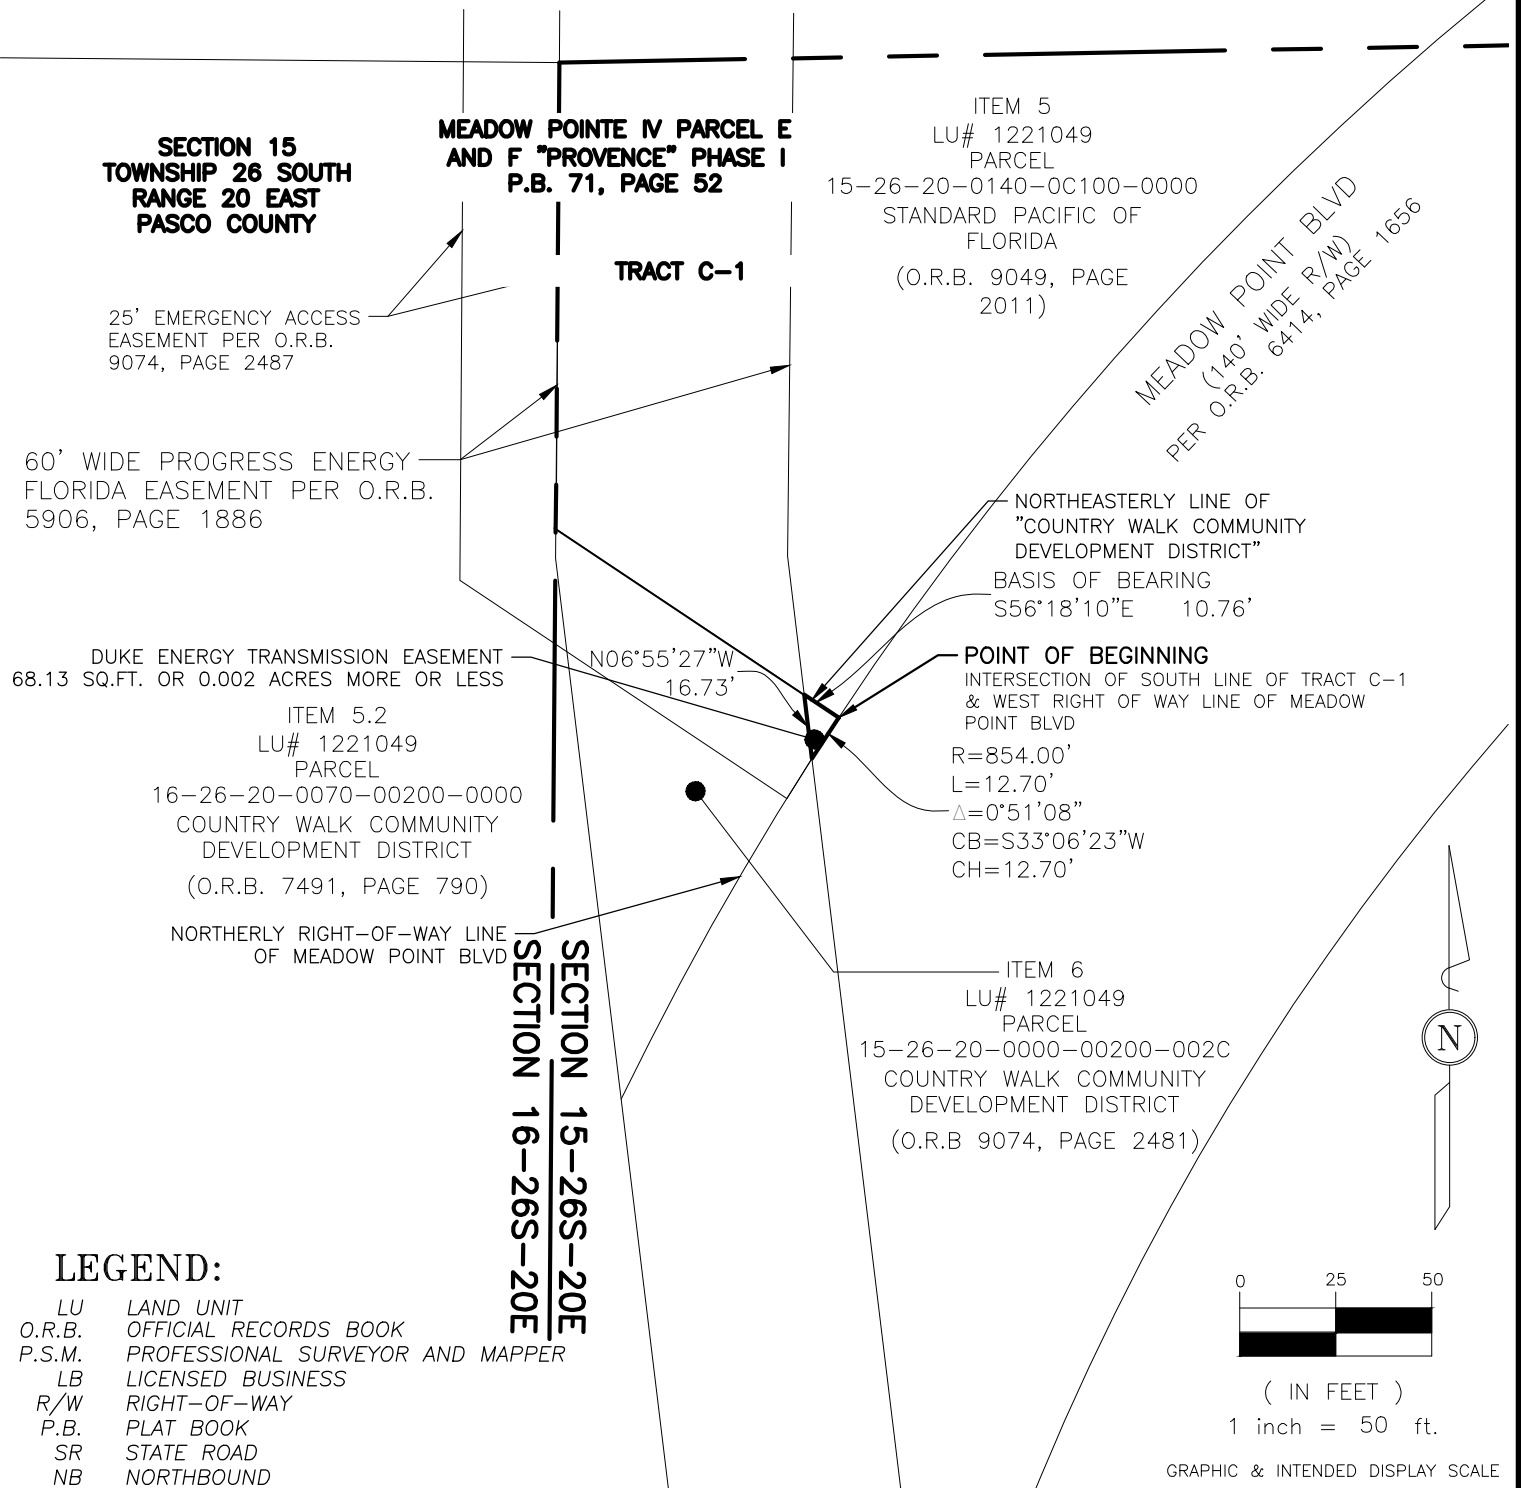 SECTION 15
TOWNSHIP 26 SOUTH
RANGE 20 EAST
PASCO COUNTY
MEADOW POINTE IV PARCEL E
AND F "PROVENCE" PHASE I
P.B. 71, PAGE 52
TRACT C-1
ITEM 5
LU# 1221049
PARCEL
15-26-20-0140-0C100-0000
STANDARD PACIFIC OF
FLORIDA
(O.R.B. 9049, PAGE
2011)
MEADOW POINT BLVD
(140' WIDE R/W)
PER O.R.B. 6414, PAGE 1656
25' EMERGENCY ACCESS
EASEMENT PER O.R.B.
9074, PAGE 2487
60' WIDE PROGRESS ENERGY
FLORIDA EASEMENT PER O.R.B.
5906, PAGE 1886
NORTHEASTERLY LINE OF
"COUNTRY WALK COMMUNITY
DEVELOPMENT DISTRICT"
BASIS OF BEARING
S56°18'10"E 10.76'
DUKE ENERGY TRANSMISSION EASEMENT
68.13 SQ.FT. OR 0.002 ACRES MORE OR LESS
N06°55'27"W
16.73'
POINT OF BEGINNING
INTERSECTION OF SOUTH LINE OF TRACT C-1
& WEST RIGHT OF WAY LINE OF MEADOW
POINT BLVD
R=854.00'
L=12.70'
Δ=0°51'08"
CB=S33°06'23"W
CH=12.70'
ITEM 5.2
LU# 1221049
PARCEL
16-26-20-0070-00200-0000
COUNTRY WALK COMMUNITY
DEVELOPMENT DISTRICT
(O.R.B. 7491, PAGE 790)
NORTHERLY RIGHT-OF-WAY LINE
OF MEADOW POINT BLVD
SECTION 15-26S-20E
SECTION 16-26S-20E
ITEM 6
LU# 1221049
PARCEL
15-26-20-0000-00200-002C
COUNTRY WALK COMMUNITY
DEVELOPMENT DISTRICT
(O.R.B 9074, PAGE 2481)
N
LEGEND:
LU LAND UNIT
O.R.B. OFFICIAL RECORDS BOOK
P.S.M. PROFESSIONAL SURVEYOR AND MAPPER
LB LICENSED BUSINESS
R/W RIGHT-OF-WAY
P.B. PLAT BOOK
SR STATE ROAD
NB NORTHBOUND
0 25 50
( IN FEET )
1 inch = 50 ft.
GRAPHIC & INTENDED DISPLAY SCALE